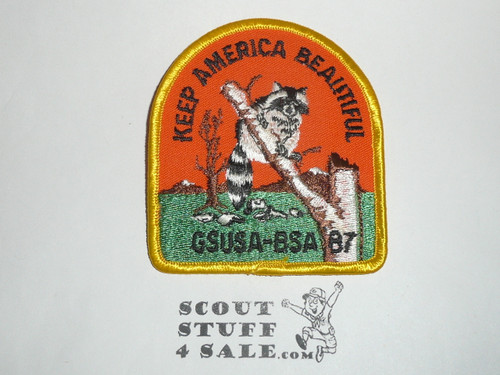 KEEP AMERICA BEAUTIFUL
GSUSA-BSA 87
SCOUT
STUFF
4 SALE.COM